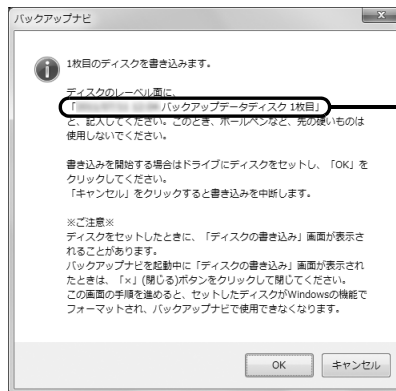 バックアップナビ
1枚目のディスクを書き込みます。
ディスクのレーベル面に、
「 バックアップデータディスク 1枚目」
と、記入してください。このとき、ボールペンなど、先の硬いものは
使用しないでください。
書き込みを開始する場合はドライブにディスクをセットし、「OK」を
クリックしてください。
「キャンセル」をクリックすると書き込みを中断します。
※ご注意※
ディスクをセットしたときに、「ディスクの書き込み」画面が表示さ
れることがあります。
バックアップナビを起動中に「ディスクの書き込み」画面が表示され
たときは、「×」(閉じる)ボタンをクリックして閉じてください。
この画面の手順を進めると、セットしたディスクがWindowsの機能で
フォーマットされ、バックアップナビで使用できなくなります。
OK キャンセル